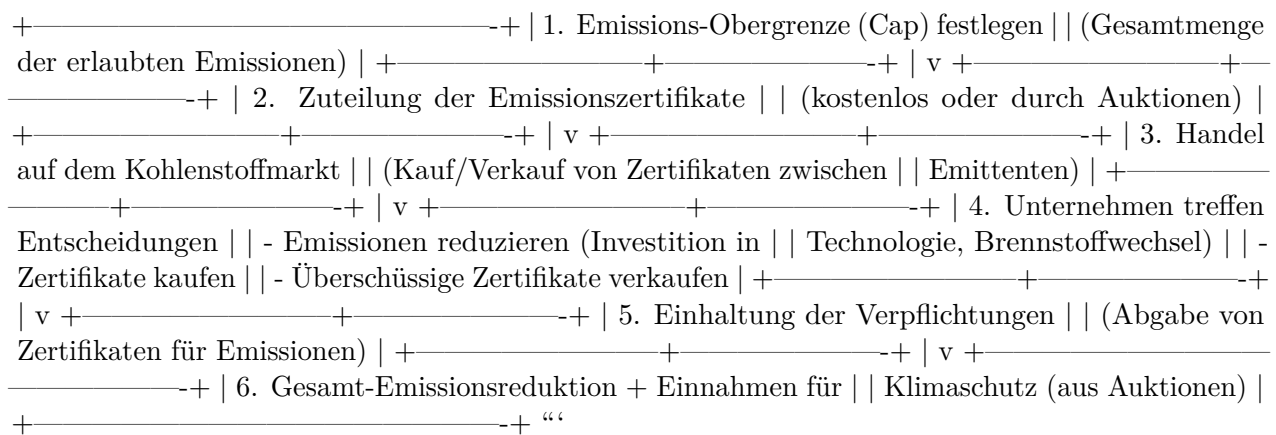 +—————————————————————-+ | 1. Emissions-Obergrenze (Cap) festlegen | | (Gesamtmenge
der erlaubten Emissionen) | +———————————+———————————-+ | v +———————————+—
————————————-+ | 2. Zuteilung der Emissionszertifikate | | (kostenlos oder durch Auktionen) |
+———————————+———————————-+ | v +———————————+———————————-+ | 3. Handel
auf dem Kohlenstoffmarkt | | (Kauf/Verkauf von Zertifikaten zwischen | | Emittenten) | +——————
—————+———————————-+ | v +———————————+———————————-+ | 4. Unternehmen treffen
Entscheidungen | | - Emissionen reduzieren (Investition in | | Technologie, Brennstoffwechsel) | | -
Zertifikate kaufen | | - Überschüssige Zertifikate verkaufen | +———————————+———————————-+
| v +———————————+———————————-+ | 5. Einhaltung der Verpflichtungen | | (Abgabe von
Zertifikaten für Emissionen) | +———————————+———————————-+ | v +————————————
————————-+ | 6. Gesamt-Emissionsreduktion + Einnahmen für | | Klimaschutz (aus Auktionen) |
+—————————————————————-+ “‘